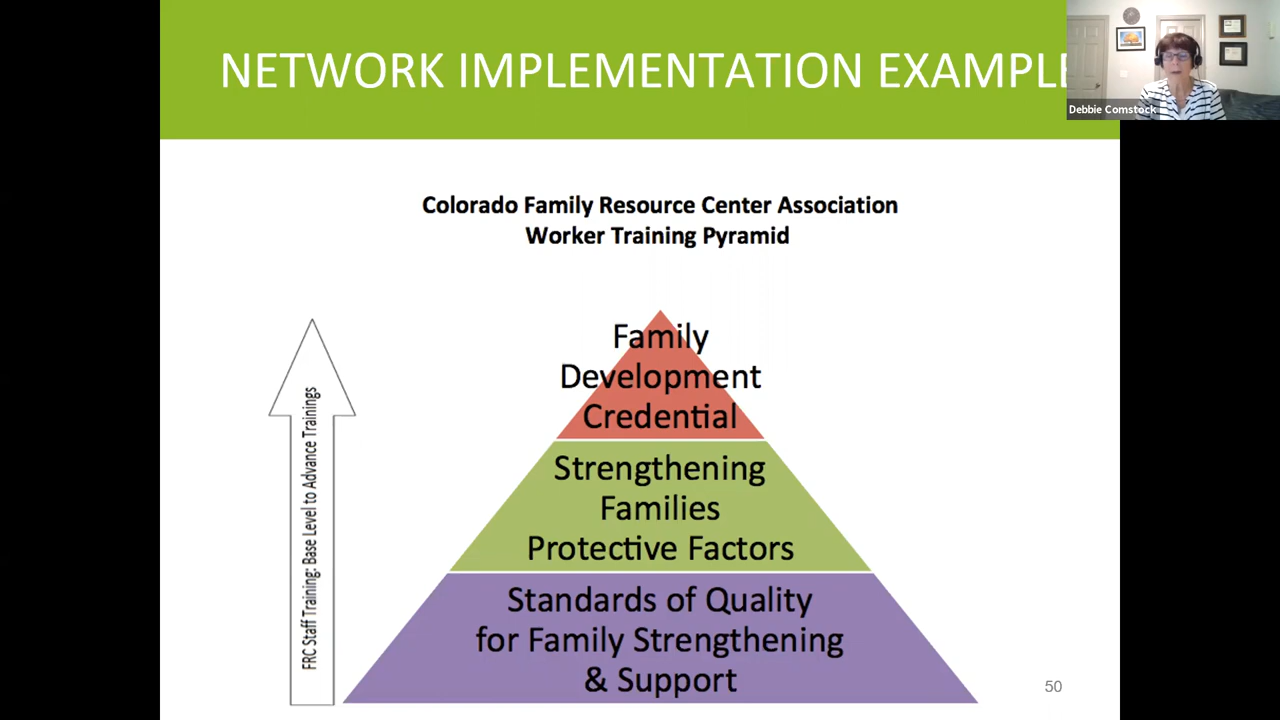 NETWORK IMPLEMENTATION EXAMPLE
Debbie Comstock
Colorado Family Resource Center Association
Worker Training Pyramid
Family
Development
Credential
Strengthening
Families
Protective Factors
Standards of Quality
for Family Strengthening
& Support
FRC Staff Training: Base Level to Advance Trainings
50